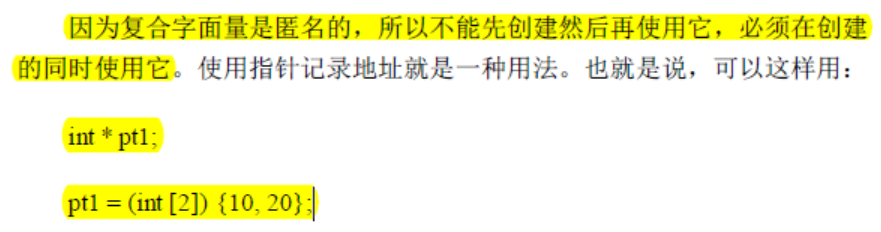 因为复合字面量是匿名的，所以不能先创建然后再使用它，必须在创建
的同时使用它。使用指针记录地址就是一种用法。也就是说，可以这样用：
int * pt1;
pt1 = (int [2]) {10, 20};